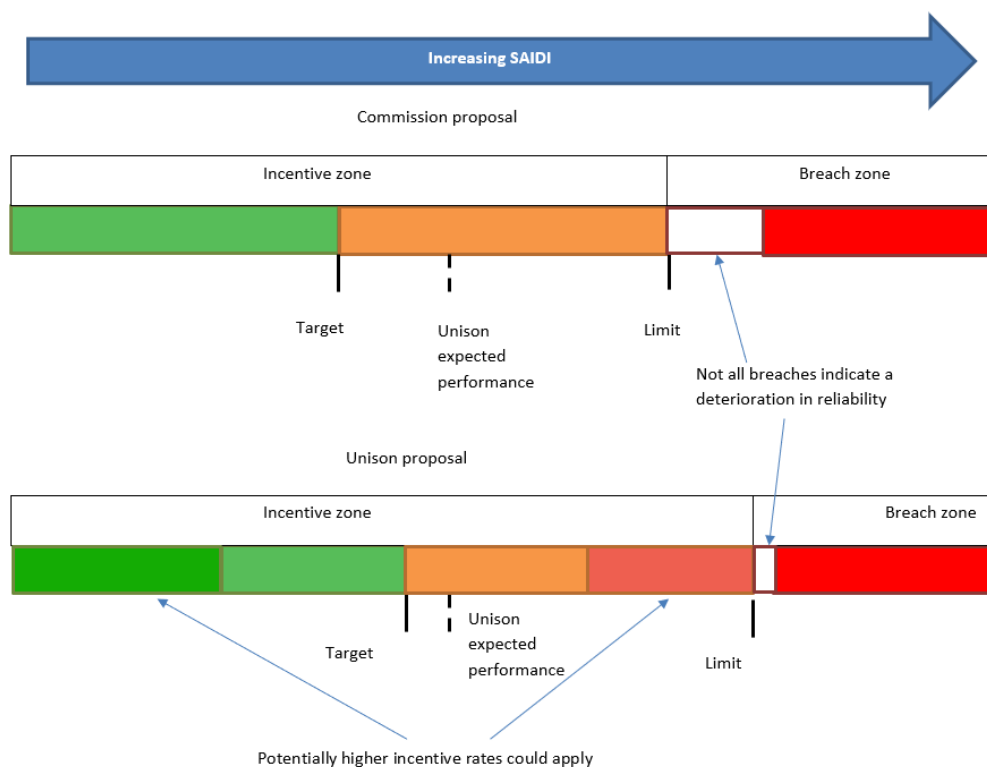 Increasing SAIDI
Commission proposal
Incentive zone
Breach zone
Target
Unison
expected
performance
Limit
Not all breaches indicate a
deterioration in reliability
Unison proposal
Incentive zone
Breach zone
Target
Unison
expected
performance
Limit
Potentially higher incentive rates could apply